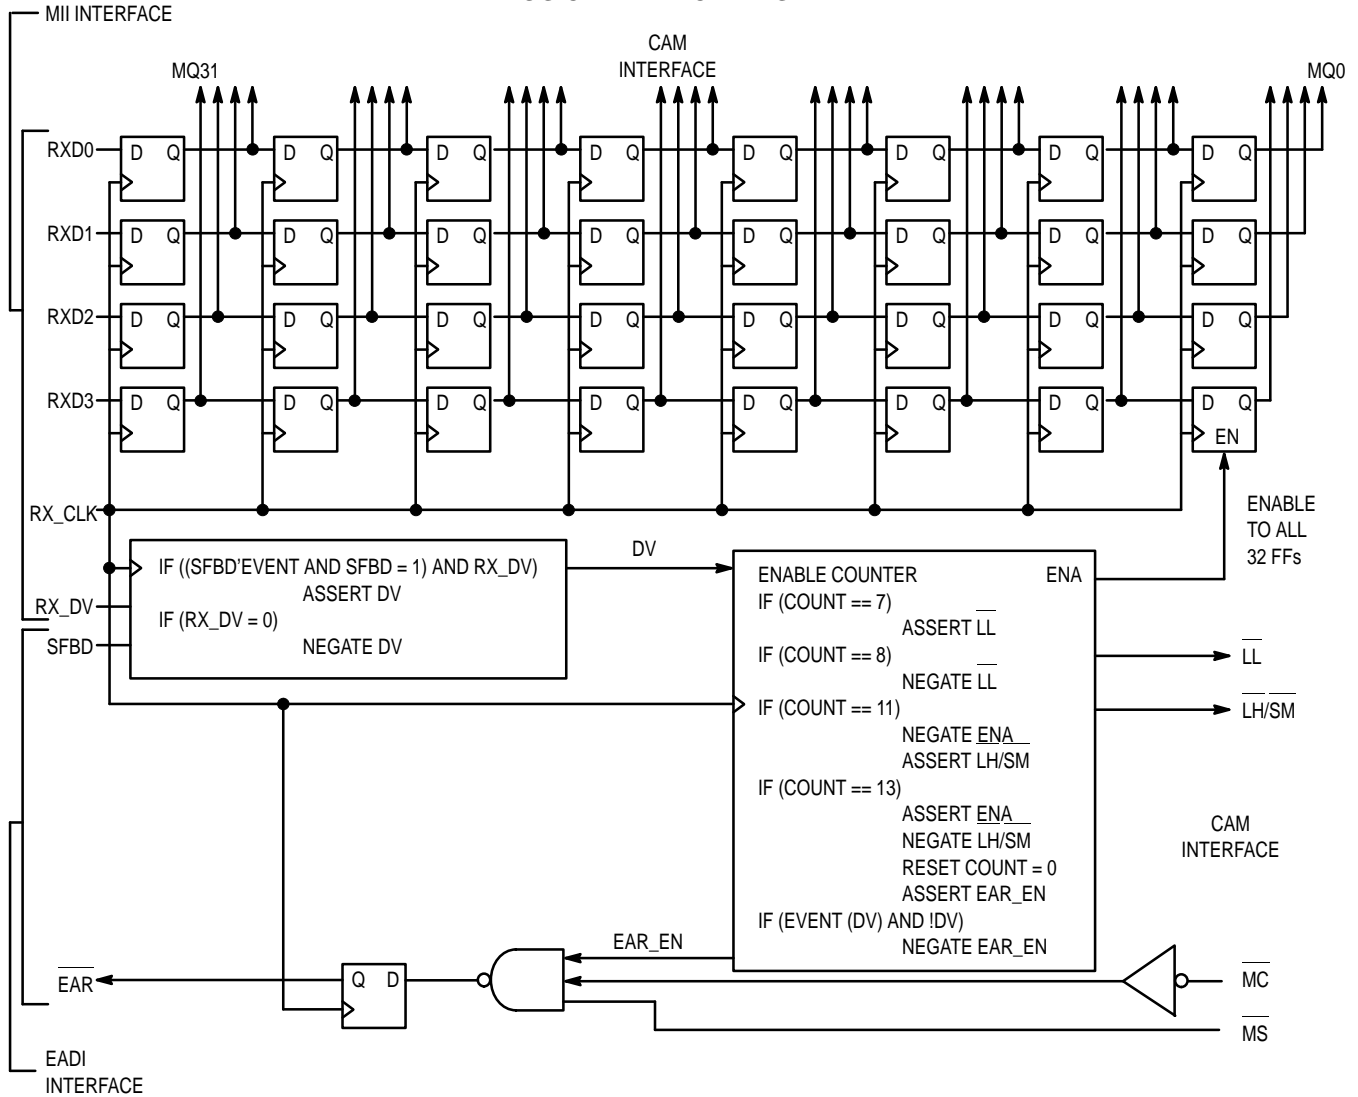 MII INTERFACE
CAM
INTERFACE
MQ31
MQ0
RXD0
D Q D Q D Q D Q D Q D Q D Q D Q
RXD1
D Q D Q D Q D Q D Q D Q D Q D Q
RXD2
D Q D Q D Q D Q D Q D Q D Q D Q
RXD3
D Q D Q D Q D Q D Q D Q D Q D Q
EN
RX_CLK
ENABLE
TO ALL
32 FFs
IF ((SFBD'EVENT AND SFBD = 1) AND RX_DV)
ASSERT DV
IF (RX_DV = 0)
NEGATE DV
RX_DV
SFBD
DV
ENABLE COUNTER ENA
IF (COUNT == 7)
ASSERT LL
IF (COUNT == 8)
NEGATE LL
IF (COUNT == 11)
NEGATE ENA
ASSERT LH/SM
IF (COUNT == 13)
ASSERT ENA
NEGATE LH/SM
RESET COUNT = 0
ASSERT EAR_EN
IF (EVENT (DV) AND !DV)
NEGATE EAR_EN
LL
LH/SM
CAM
INTERFACE
EAR_EN
EAR
Q D
MC
MS
EADI
INTERFACE